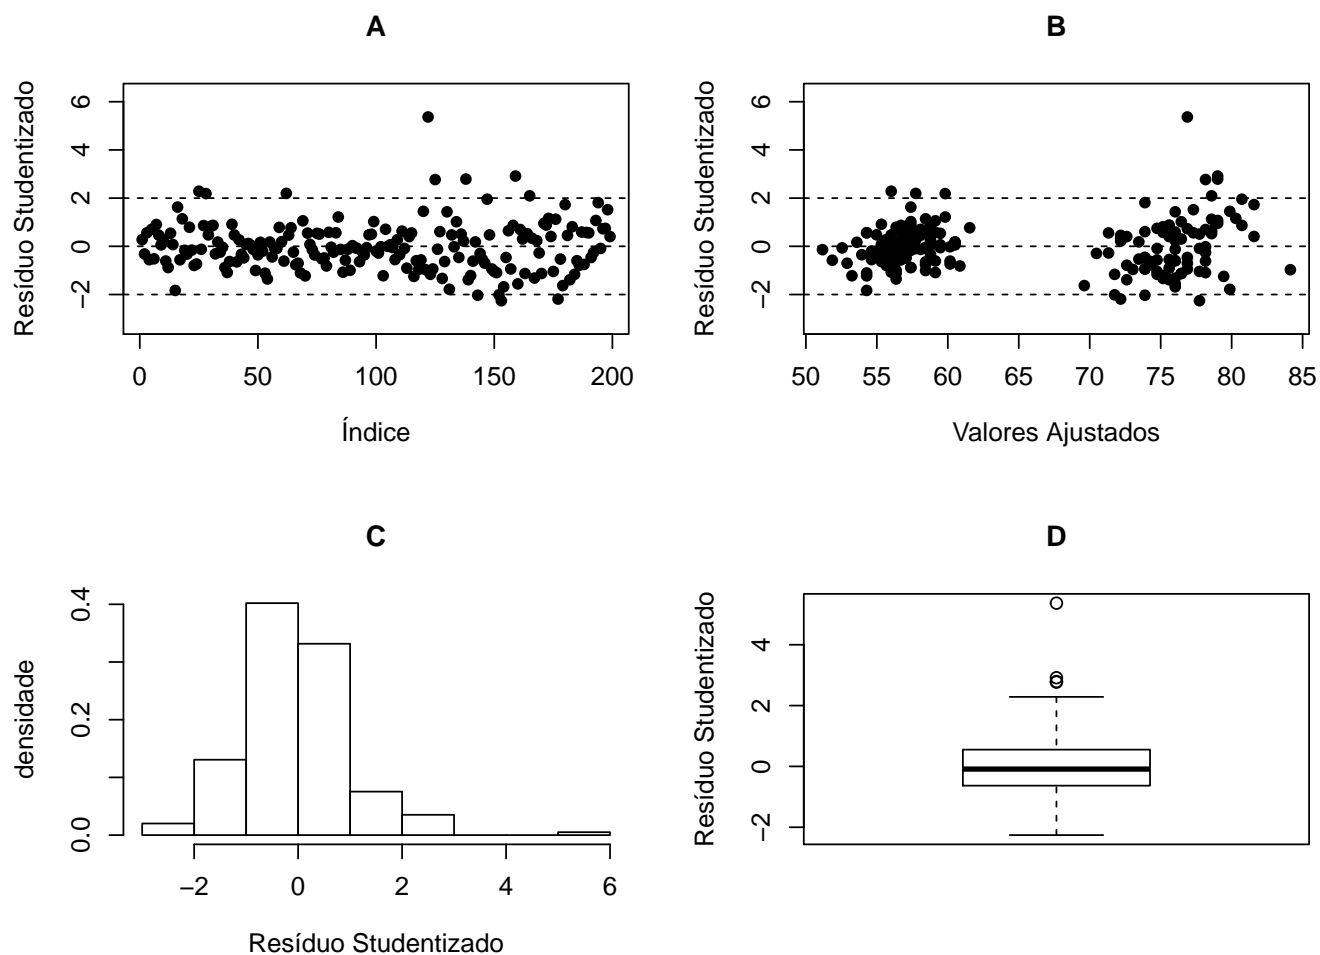 A
Resíduo Studentizado
6
4
2
0
−2
0 50 100 150 200
Índice
B
Resíduo Studentizado
6
4
2
0
−2
50 55 60 65 70 75 80 85
Valores Ajustados
C
densidade
0.4
0.2
0.0
−2 0 2 4 6
Resíduo Studentizado
D
Resíduo Studentizado
4
2
0
−2